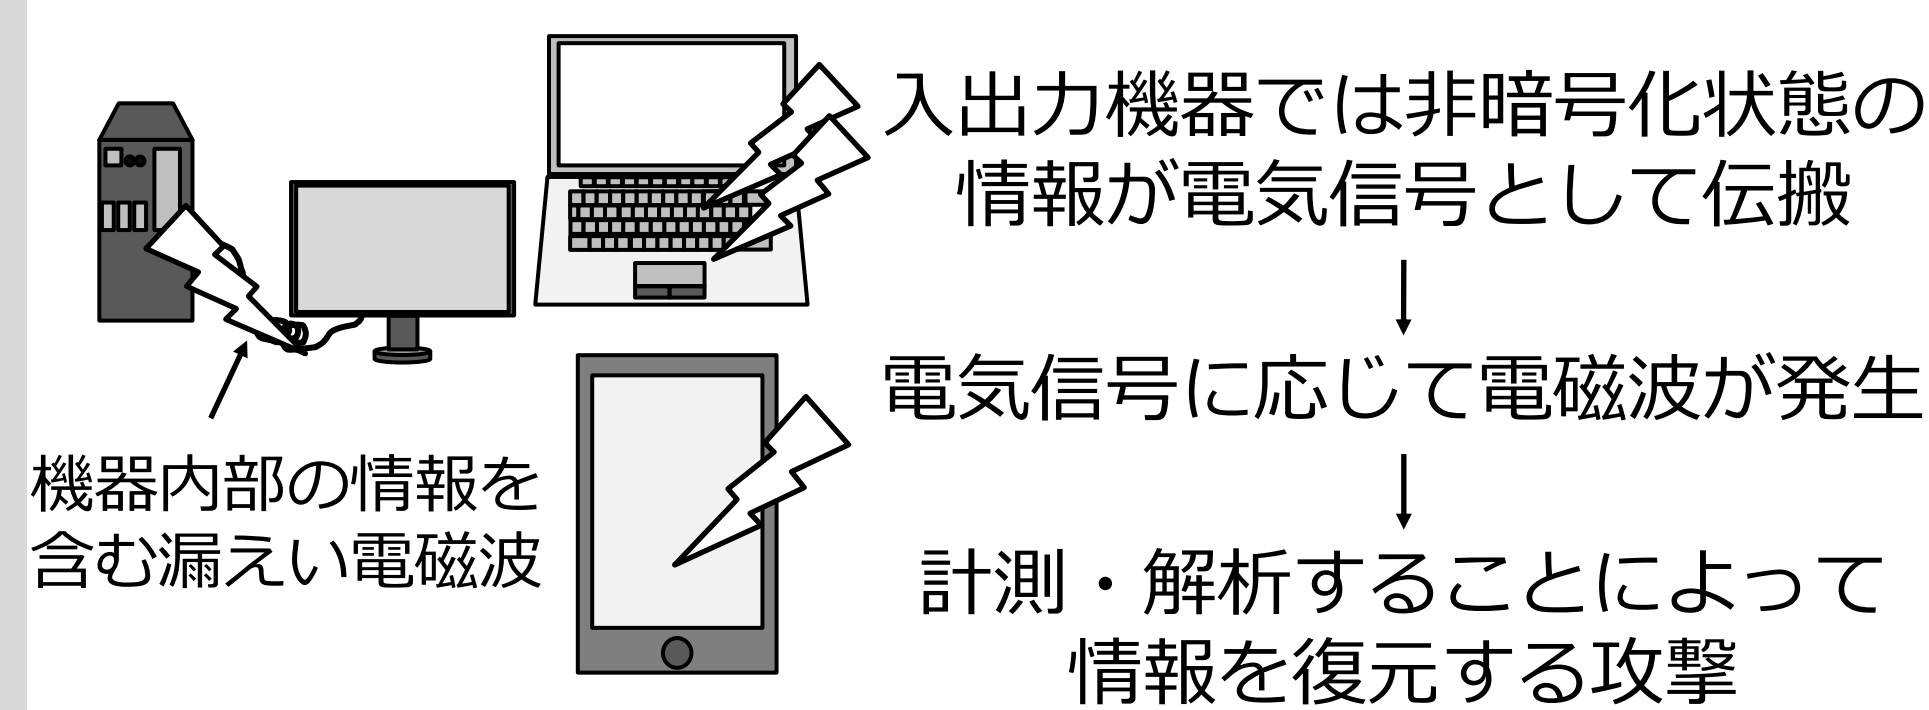 入出力機器では非暗号化状態の
情報が電気信号として伝搬
電気信号に応じて電磁波が発生
計測・解析することによって
情報を復元する攻撃
機器内部の情報を
含む漏えい電磁波